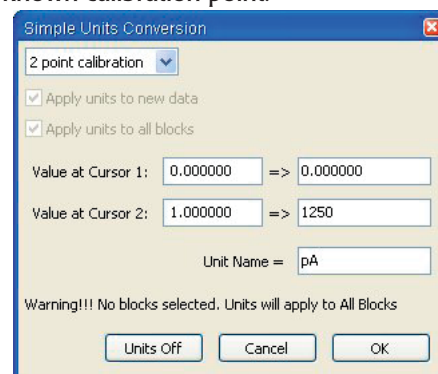 known calibration point.
Simple Units Conversion
2 point calibration
Apply units to new data
Apply units to all blocks
Value at Cursor 1: 0.000000 => 0.000000
Value at Cursor 2: 1.000000 => 1250
Unit Name = pA
Warning!!! No blocks selected. Units will apply to All Blocks
Units Off Cancel OK